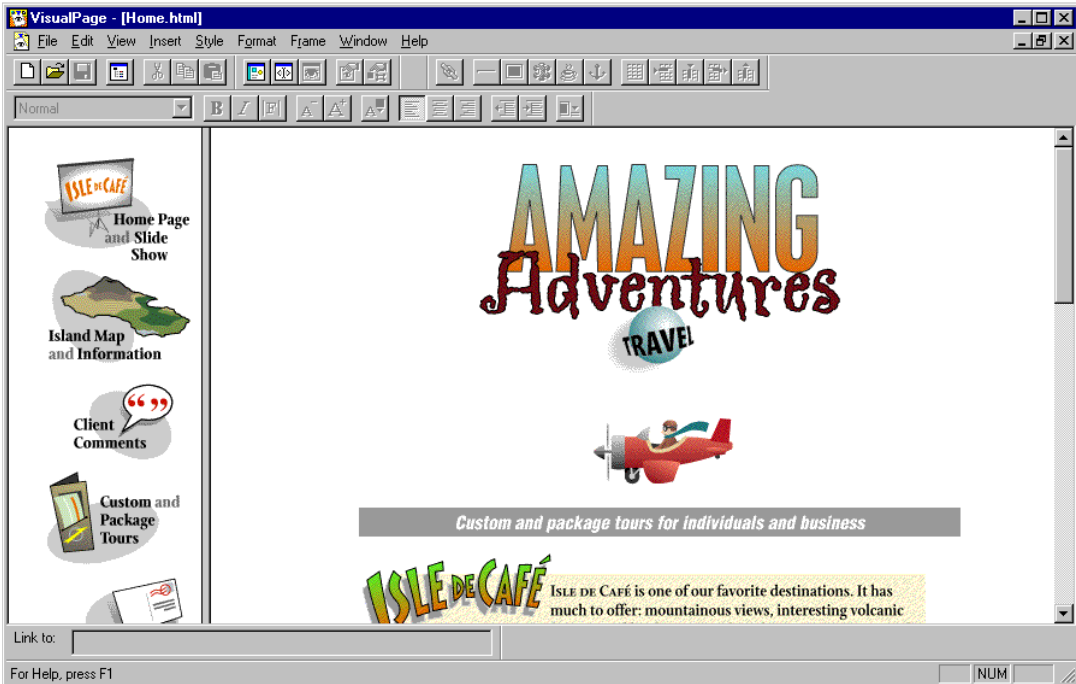 VisualPage - [Home.html]
File Edit View Insert Style Format Frame Window Help
Normal
B I F A- A+ A
ISLE DE CAFÉ
Home Page
and Slide
Show
Island Map
and Information
Client
Comments
Custom and
Package
Tours
AMAZING
Adventures
TRAVEL
Custom and package tours for individuals and business
ISLE DE CAFÉ
ISLE DE CAFÉ is one of our favorite destinations. It has
much to offer: mountainous views, interesting volcanic
Link to:
For Help, press F1
NUM